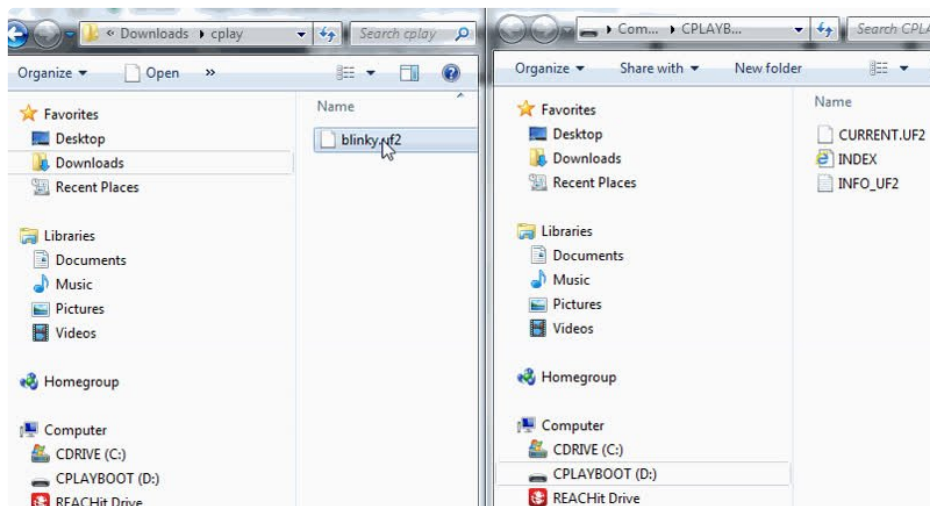 « Downloads ▸ cplay
Search cplay
Organize ▾
Open
»
Favorites
Desktop
Downloads
Recent Places
Libraries
Documents
Music
Pictures
Videos
Homegroup
Computer
CDRIVE (C:)
CPLAYBOOT (D:)
REACHit Drive
Name
blinky.uf2
▸ Com... ▸ CPLAYB...
Search CPLA
Organize ▾
Share with ▾
New folder
Favorites
Desktop
Downloads
Recent Places
Libraries
Documents
Music
Pictures
Videos
Homegroup
Computer
CDRIVE (C:)
CPLAYBOOT (D:)
REACHit Drive
Name
CURRENT.UF2
INDEX
INFO_UF2